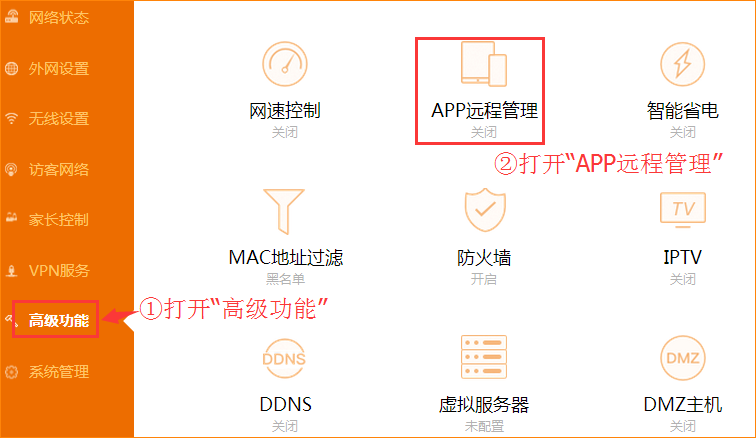 网络状态
外网设置
无线设置
访客网络
家长控制
VPN服务
高级功能
系统管理
网速控制
关闭
APP远程管理
关闭
智能省电
关闭
②打开“APP远程管理”
MAC地址过滤
黑名单
防火墙
开启
TV
IPTV
关闭
①打开“高级功能”
DDNS
DDNS
关闭
虚拟服务器
未配置
DMZ
DMZ主机
关闭